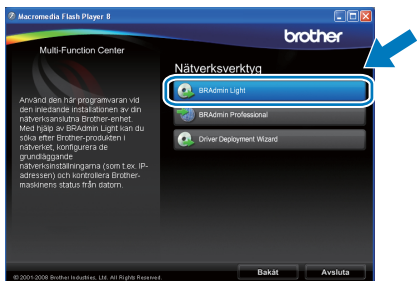 Macromedia Flash Player 8
brother
Multi-Function Center
Nätverksverktyg
Använd den här programvaran vid
den inledande installationen av din
nätverksanslutna Brother-enhet.
Med hjälp av BRAdmin Light kan du
söka efter Brother-produkten i
nätverket, konfigurera de
grundläggande
nätverksinställningarna (som t.ex. IP-
adressen) och kontrollera Brother-
maskinens status från datorn.
BRAdmin Light
BRAdmin Professional
Driver Deployment Wizard
© 2001-2008 Brother Industries, Ltd. All Rights Reserved.
Bakåt
Avsluta